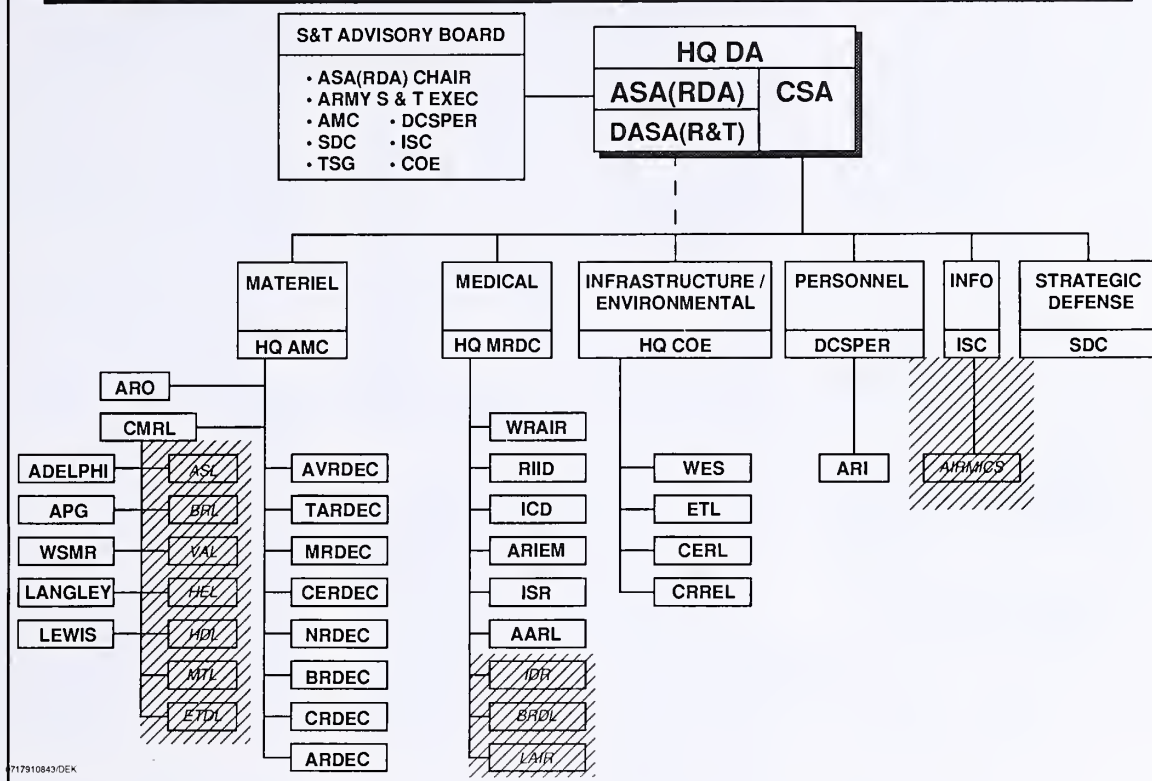 S&T ADVISORY BOARD
• ASA(RDA) CHAIR
• ARMY S & T EXEC
• AMC • DCSPER
• SDC • ISC
• TSG • COE
HQ DA
ASA(RDA)
CSA
DASA(R&T)
MATERIEL
HQ AMC
MEDICAL
HQ MRDC
INFRASTRUCTURE /
ENVIRONMENTAL
HQ COE
PERSONNEL
DCSPER
INFO
ISC
STRATEGIC
DEFENSE
SDC
ARO
CMRL
ADELPHI
APG
WSMR
LANGLEY
LEWIS
ASL
BRL
VAL
HEL
HDL
MTL
ETDL
AVRDEC
TARDEC
MRDEC
CERDEC
NRDEC
BRDEC
CRDEC
ARDEC
WRAIR
RIID
ICD
ARIEM
ISR
AARL
IDR
BRDL
LAIR
WES
ETL
CERL
CRREL
ARI
AIRMICS
0717910843/DEK